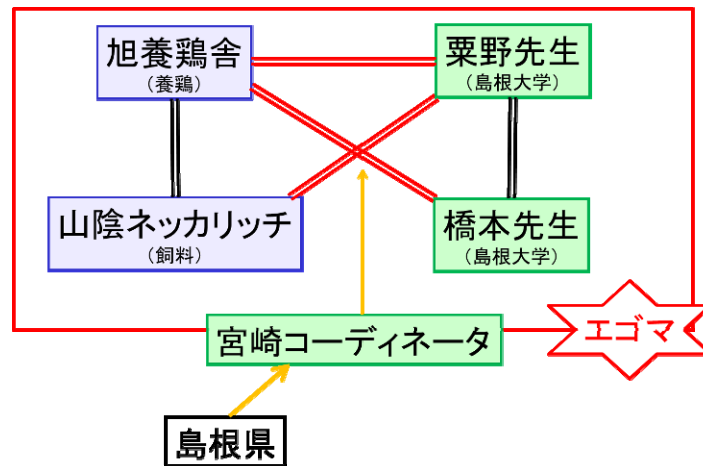 旭養鶏舎
（養鶏）
粟野先生
（島根大学）
山陰ネッカリッチ
（飼料）
橋本先生
（島根大学）
宮崎コーディネータ
エゴマ
島根県